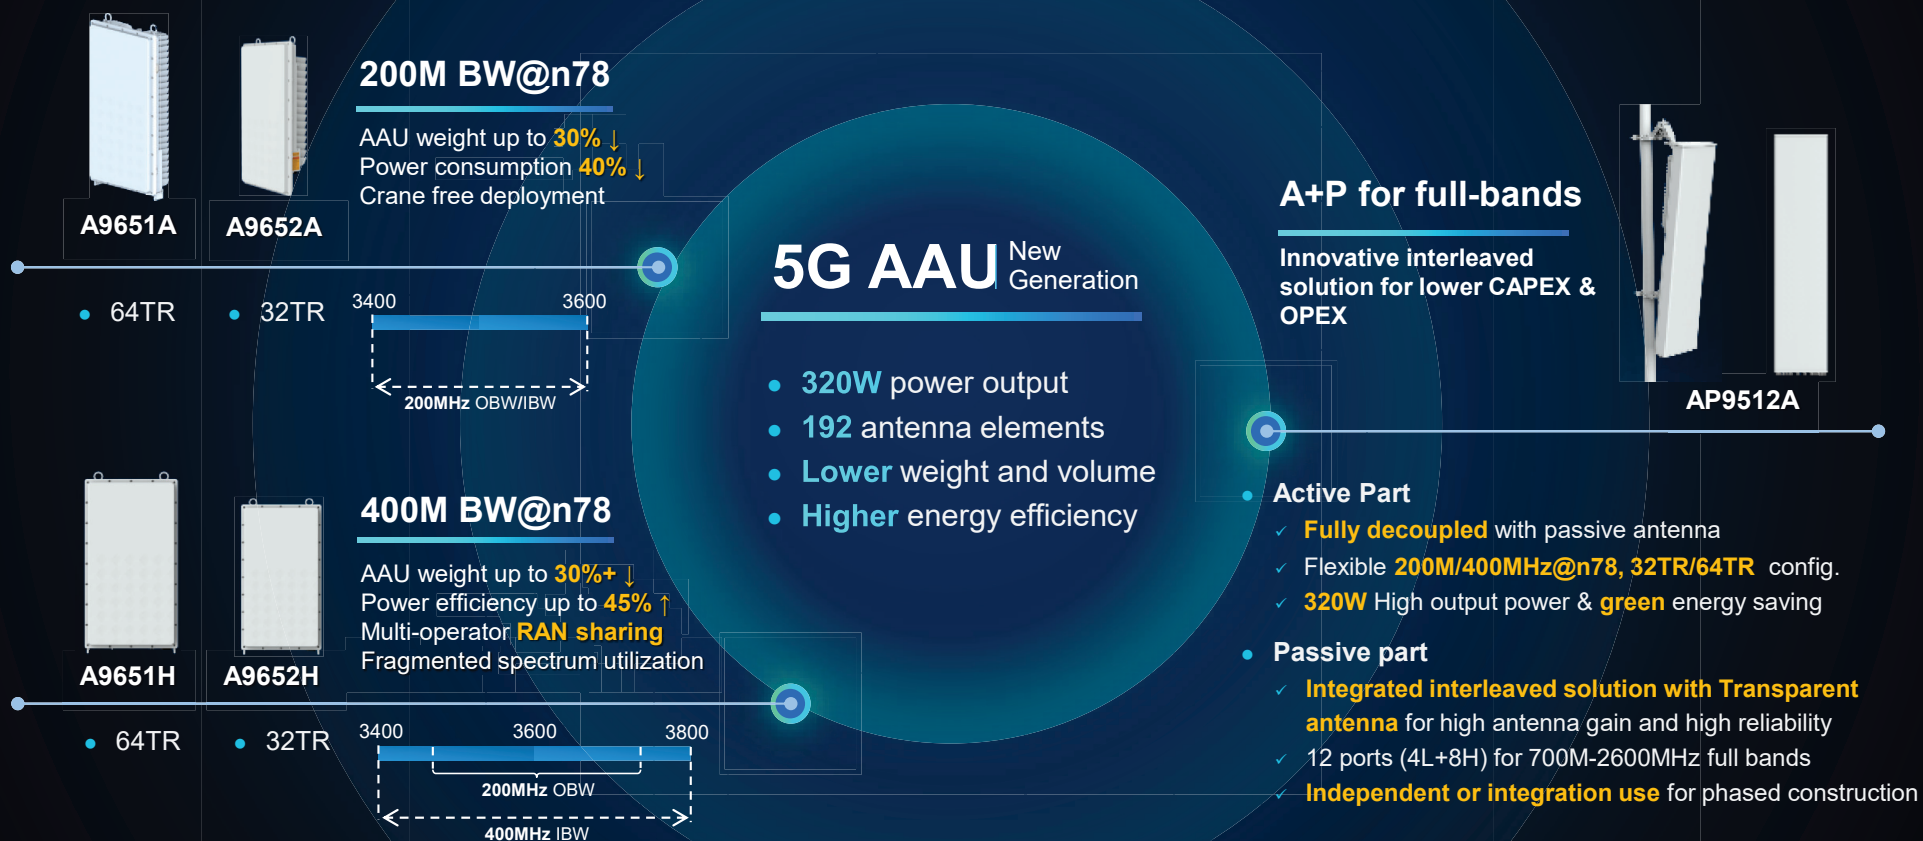 200M BW@n78
AAU weight up to 30% ↓
Power consumption 40% ↓
Crane free deployment
A9651A
A9652A
64TR
32TR
3400
3600
200MHz OBW/IBW
400M BW@n78
AAU weight up to 30%+ ↓
Power efficiency up to 45% ↑
Multi-operator RAN sharing
Fragmented spectrum utilization
A9651H
A9652H
64TR
32TR
3400
3600
3800
200MHz OBW
400MHz IBW
5G AAU
New
Generation
320W power output
192 antenna elements
Lower weight and volume
Higher energy efficiency
A+P for full-bands
Innovative interleaved
solution for lower CAPEX &
OPEX
AP9512A
Active Part
Fully decoupled with passive antenna
Flexible 200M/400MHz@n78, 32TR/64TR config.
320W High output power & green energy saving
Passive part
Integrated interleaved solution with Transparent
antenna for high antenna gain and high reliability
12 ports (4L+8H) for 700M-2600MHz full bands
Independent or integration use for phased construction